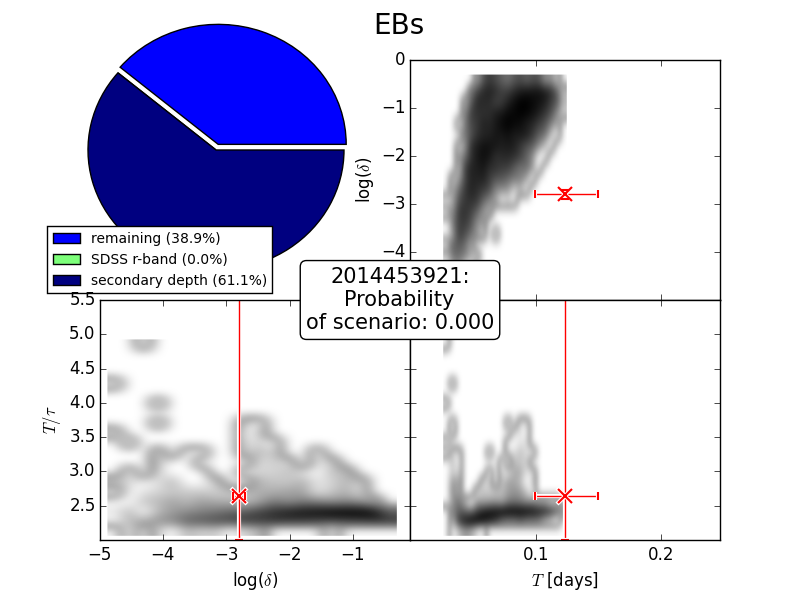 EBs
remaining (38.9%)
SDSS r-band (0.0%)
secondary depth (61.1%)
0
−1
−2
−3
−4
log(δ)
2014453921:
Probability
of scenario: 0.000
5.5
5.0
4.5
4.0
3.5
3.0
2.5
T/τ
−5
−4
−3
−2
−1
log(δ)
0.1
0.2
T [days]